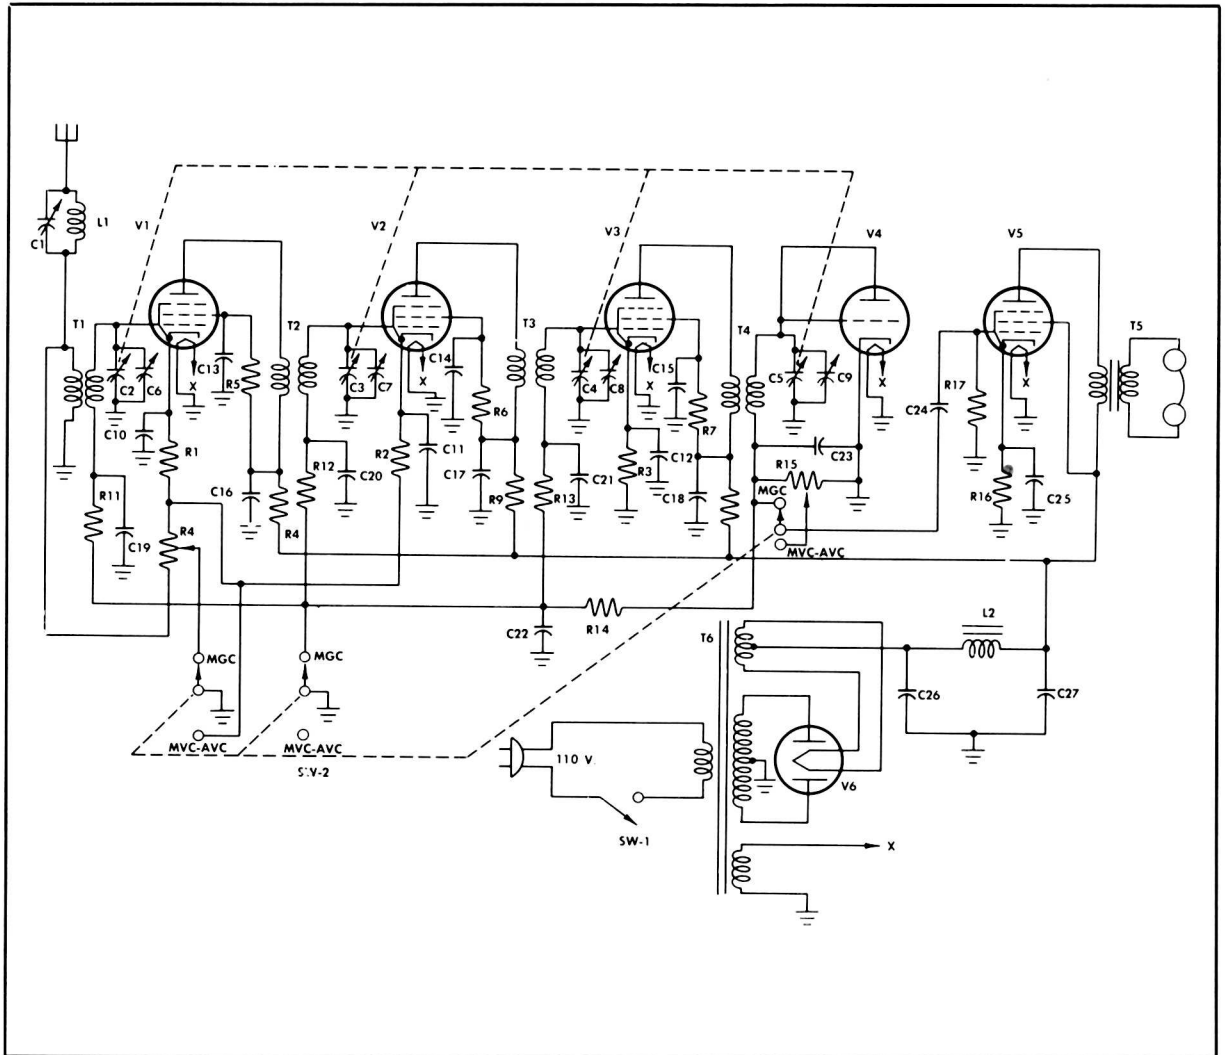 V1
V2
V3
V4
V5
L1
C1
T1
T2
T3
T4
T5
C2
C6
X
C13
R5
C3
C7
C14
X
C4
C8
C15
X
C5
C9
X
X
R17
C24
R6
R7
C10
R1
C16
R4
R12
C20
R2
C11
C17
R9
R13
C21
R3
C12
C18
C23
R15
MGC
MVC-AVC
R16
C25
R11
C19
R4
C22
R14
T6
L2
C26
C27
MGC
MGC
MVC-AVC
MVC-AVC
SW-2
110 V.
SW-1
V6
X